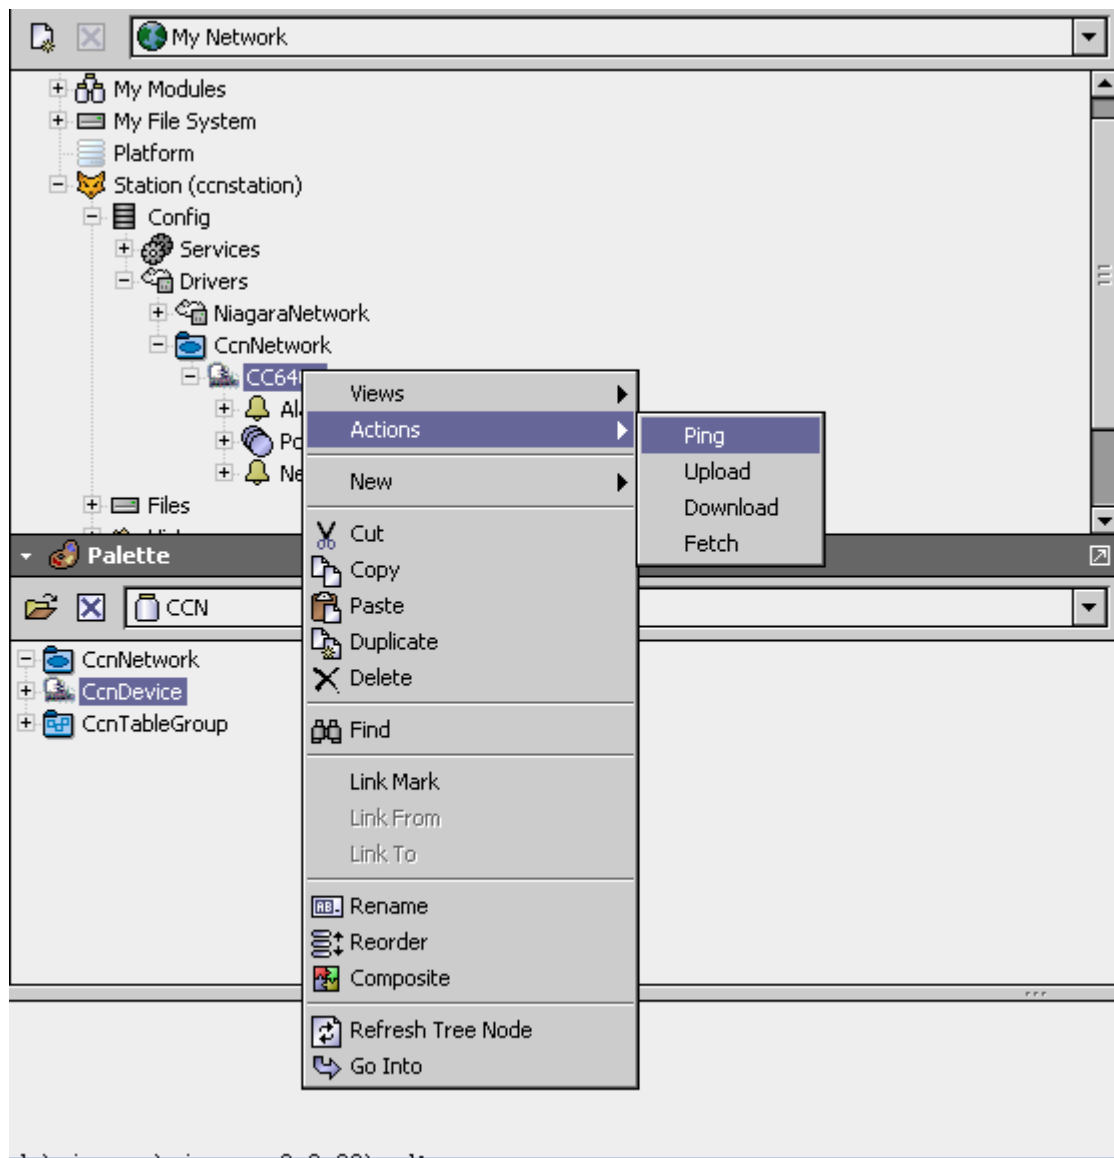 My Network
My Modules
My File System
Platform
Station (ccnstation)
Config
Services
Drivers
NiagaraNetwork
CcnNetwork
Files
Views
Actions
New
Cut
Copy
Paste
Duplicate
Delete
Find
Link Mark
Link From
Link To
Rename
Reorder
Composite
Refresh Tree Node
Go Into
Ping
Upload
Download
Fetch
Palette
CCN
CcnNetwork
CcnDevice
CcnTableGroup